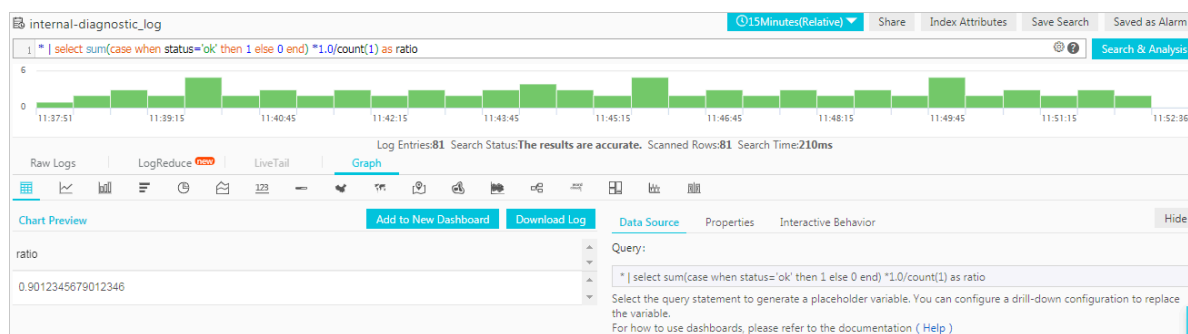 internal-diagnostic_log
15Minutes(Relative) Share Index Attributes Save Search Saved as Alarm
1 * | select sum(case when status='ok' then 1 else 0 end) *1.0/count(1) as ratio
Search & Analysis
6
0
11:37:51 11:39:15 11:40:45 11:42:15 11:43:45 11:45:15 11:46:45 11:48:15 11:49:45 11:51:15 11:52:36
Log Entries:81 Search Status:The results are accurate. Scanned Rows:81 Search Time:210ms
Raw Logs LogReduce new LiveTail Graph
123
Chart Preview Add to New Dashboard Download Log
Data Source Properties Interactive Behavior Hide
ratio
0.9012345679012346
Query:
* | select sum(case when status='ok' then 1 else 0 end) *1.0/count(1) as ratio
Select the query statement to generate a placeholder variable. You can configure a drill-down configuration to replace
the variable.
For how to use dashboards, please refer to the documentation ( Help )